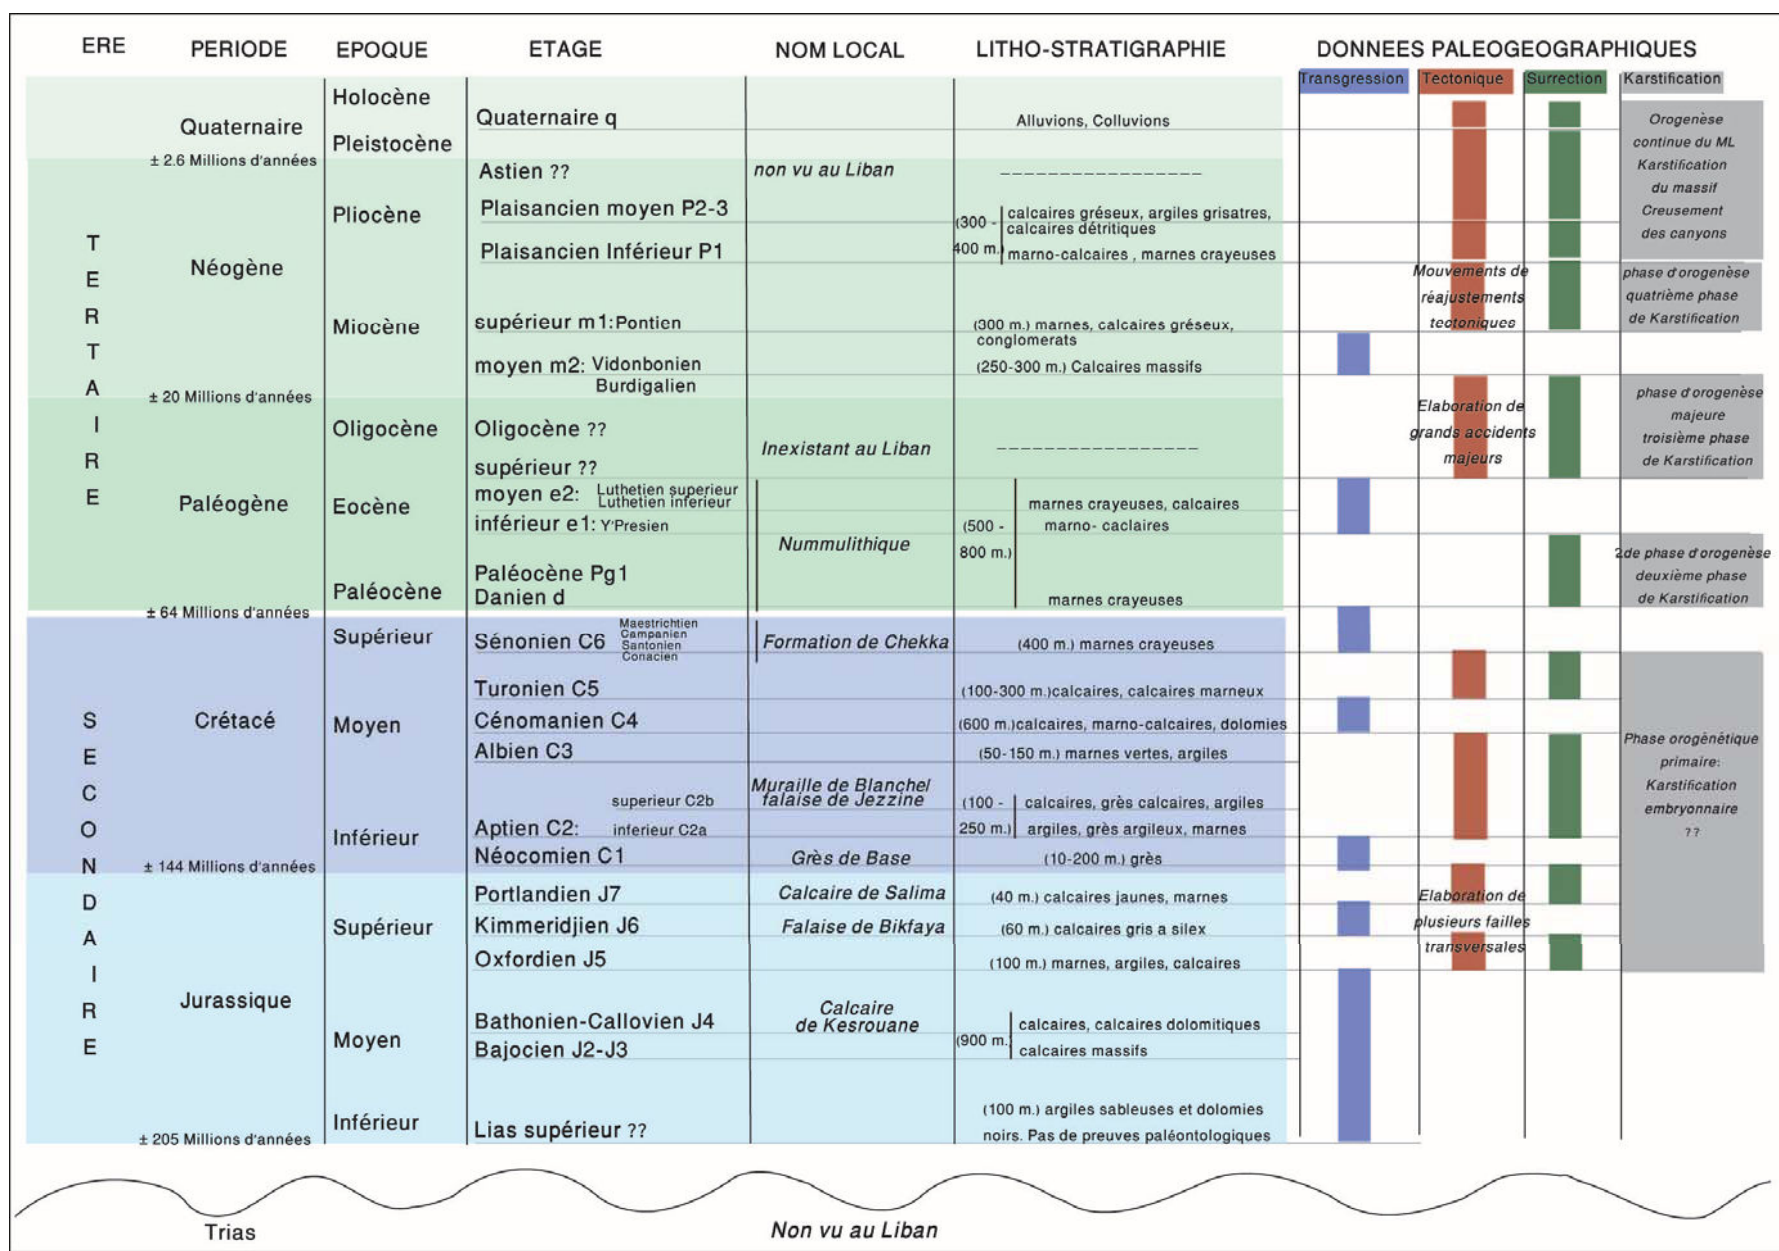 ERE PERIODE EPOQUE ETAGE NOM LOCAL LITHO-STRATIGRAPHIE DONNEES PALEOGEOGRAPHIQUES
Transgression Tectonique Surrection Karstification
TERTAIRE
SECONDAIRE
Quaternaire
± 2.6 Millions d'années
Néogène
± 20 Millions d'années
Paléogène
± 64 Millions d'années
Crétacé
± 144 Millions d'années
Jurassique
± 205 Millions d'années
Holocène
Pleistocène
Pliocène
Miocène
Oligocène
Eocène
Paléocène
Supérieur
Moyen
Inférieur
Supérieur
Moyen
Inférieur
Quaternaire q
Astien ??
Plaisancien moyen P2-3
Plaisancien Inférieur P1
supérieur m1: Pontien
moyen m2: Vidonbonien
Burdigalien
Oligocène ??
supérieur ??
moyen e2: Luthetien superieur
Luthetien inferieur
inférieur e1: Y'Presien
Paléocène Pg1
Danien d
Sénonien C6
Maestrichtien
Campanien
Santonien
Conacien
Turonien C5
Cénomanien C4
Albien C3
superieur C2b
Aptien C2: inferieur C2a
Néocomien C1
Portlandien J7
Kimmeridjien J6
Oxfordien J5
Bathonien-Callovien J4
Bajocien J2-J3
Lias supérieur ??
non vu au Liban
Inexistant au Liban
Nummulithique
Formation de Chekka
Muraille de Blanchel
falaise de Jezzine
Grès de Base
Calcaire de Salima
Falaise de Bikfaya
Calcaire
de Kesrouane
Alluvions, Colluvions
(300 -
400 m.)
calcaires gréseux, argiles grisatres,
calcaires détritiques
marno-calcaires , marnes crayeuses
(300 m.) marnes, calcaires gréseux,
conglomerats
(250-300 m.) Calcaires massifs
(500 -
800 m.)
marnes crayeuses, calcaires
marno- caclaires
marnes crayeuses
(400 m.) marnes crayeuses
(100-300 m.)calcaires, calcaires marneux
(600 m.)calcaires, marno-calcaires, dolomies
(50-150 m.) marnes vertes, argiles
(100 -
250 m.)
calcaires, grès calcaires, argiles
argiles, grès argileux, marnes
(10-200 m.) grès
(40 m.) calcaires jaunes, marnes
(60 m.) calcaires gris a silex
(100 m.) marnes, argiles, calcaires
(900 m.)
calcaires, calcaires dolomitiques
calcaires massifs
(100 m.) argiles sableuses et dolomies
noirs. Pas de preuves paléontologiques
Mouvements de
réajustements
tectoniques
Elaboration de
grands accidents
majeurs
Elaboration de
plusieurs failles
transversales
Orogenèse
continue du ML
Karstification
du massif
Creusement
des canyons
phase d'orogenèse
quatrième phase
de Karstification
phase d'orogenèse
majeure
troisième phase
de Karstification
2de phase d'orogenèse
deuxième phase
de Karstification
Phase orogènétique
primaire:
Karstification
embryonnaire
??
Trias Non vu au Liban